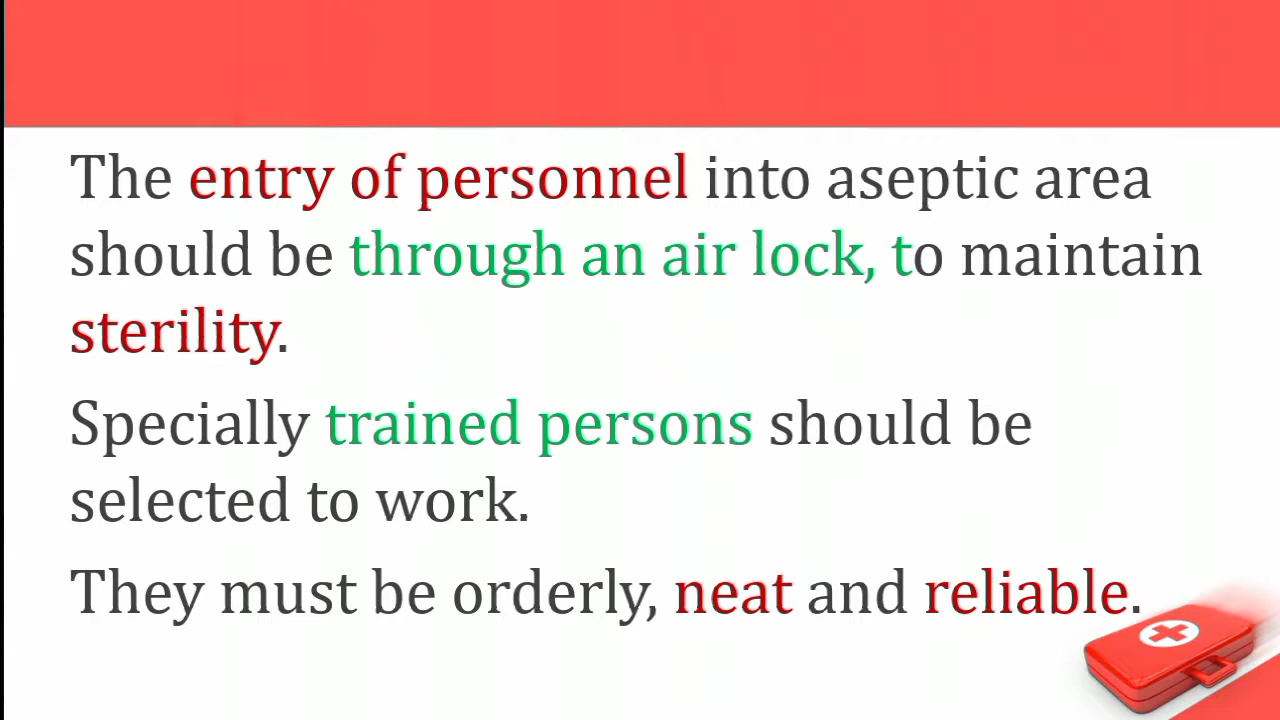 The entry of personnel into aseptic area
should be through an air lock, to maintain
sterility.
Specially trained persons should be
selected to work.
They must be orderly, neat and reliable.